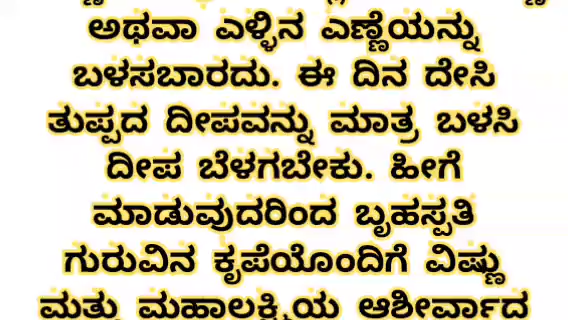 ಅಥವಾ ಎಳ್ಳಿನ ಎಣ್ಣೆಯನ್ನು
ಬಳಸಬಾರದು. ಈ ದಿನ ದೇಸಿ
ತುಪ್ಪದ ದೀಪವನ್ನು ಮಾತ್ರ ಬಳಸಿ
ದೀಪ ಬೆಳಗಬೇಕು. ಹೀಗೆ
ಮಾಡುವುದರಿಂದ ಬೃಹಸ್ಪತಿ
ಗುರುವಿನ ಕೃಪೆಯೊಂದಿಗೆ ವಿಷ್ಣು
ಮತ್ತು ಮಹಾಲಕ್ಷ್ಮಿಯ ಆಶೀರ್ವಾದ